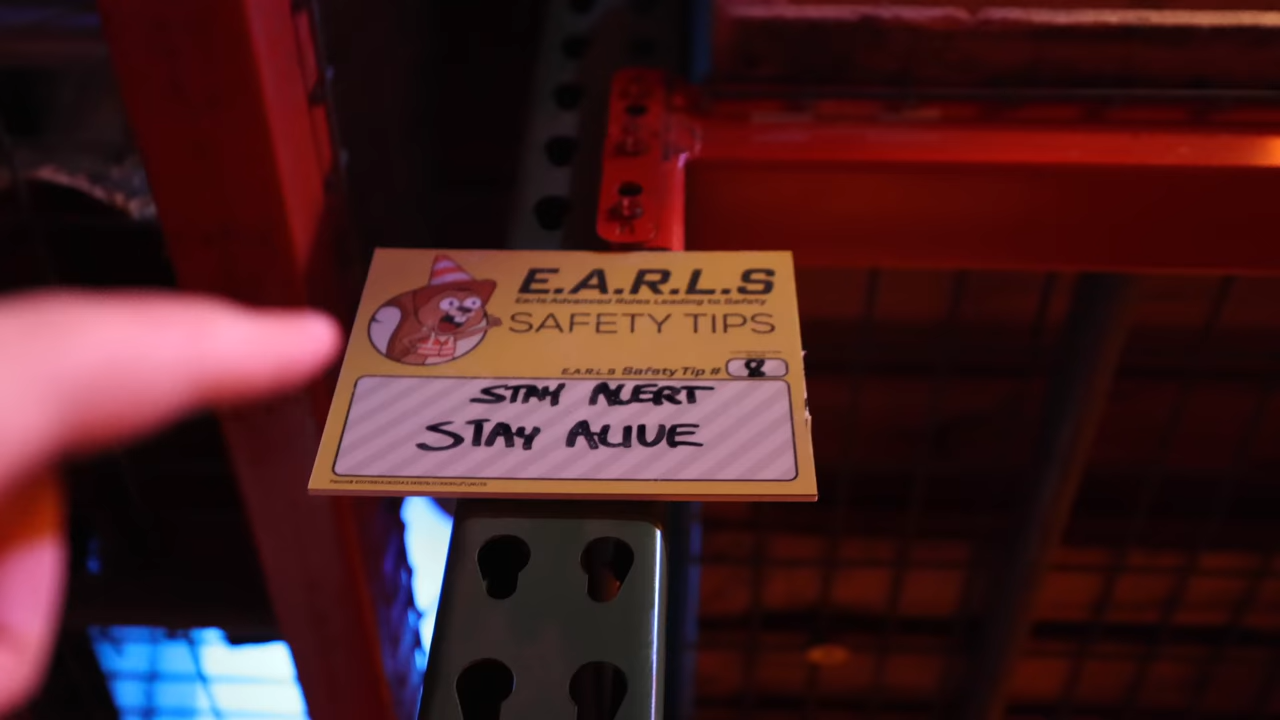 E.A.R.L.S
Earls Advanced Rules Leading to Safety
SAFETY TIPS
E.A.R.L.S Safety Tip # 8
STAY ALERT
STAY ALIVE